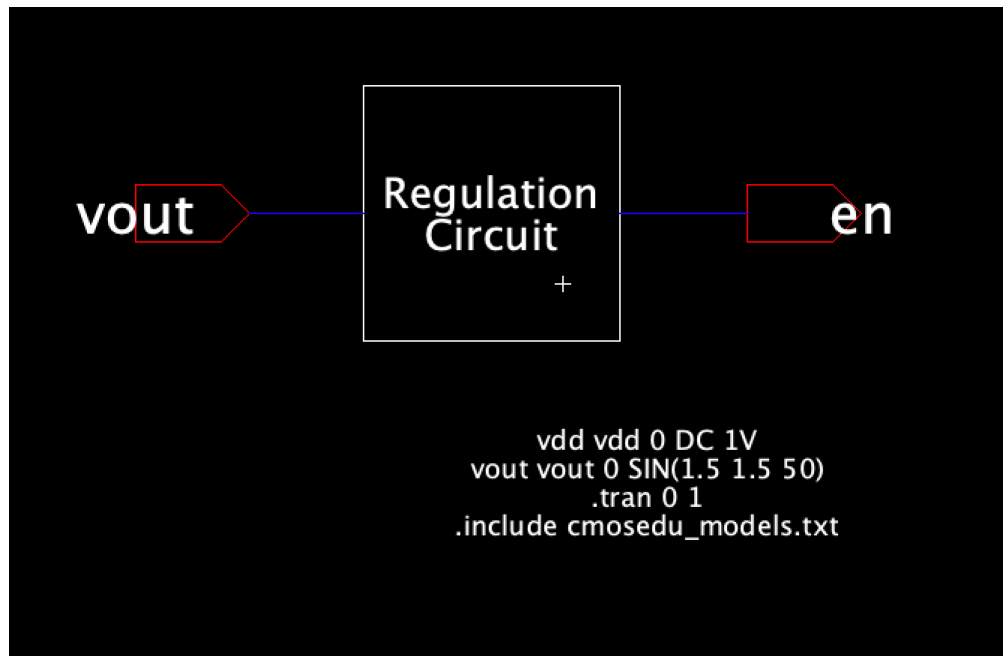 Regulation
vout
Circuit
en
vdd vdd 0 DC 1V
vout vout 0 SIN(1.5 1.5 50)
.tran 0 1
.include cmosedu_models.txt